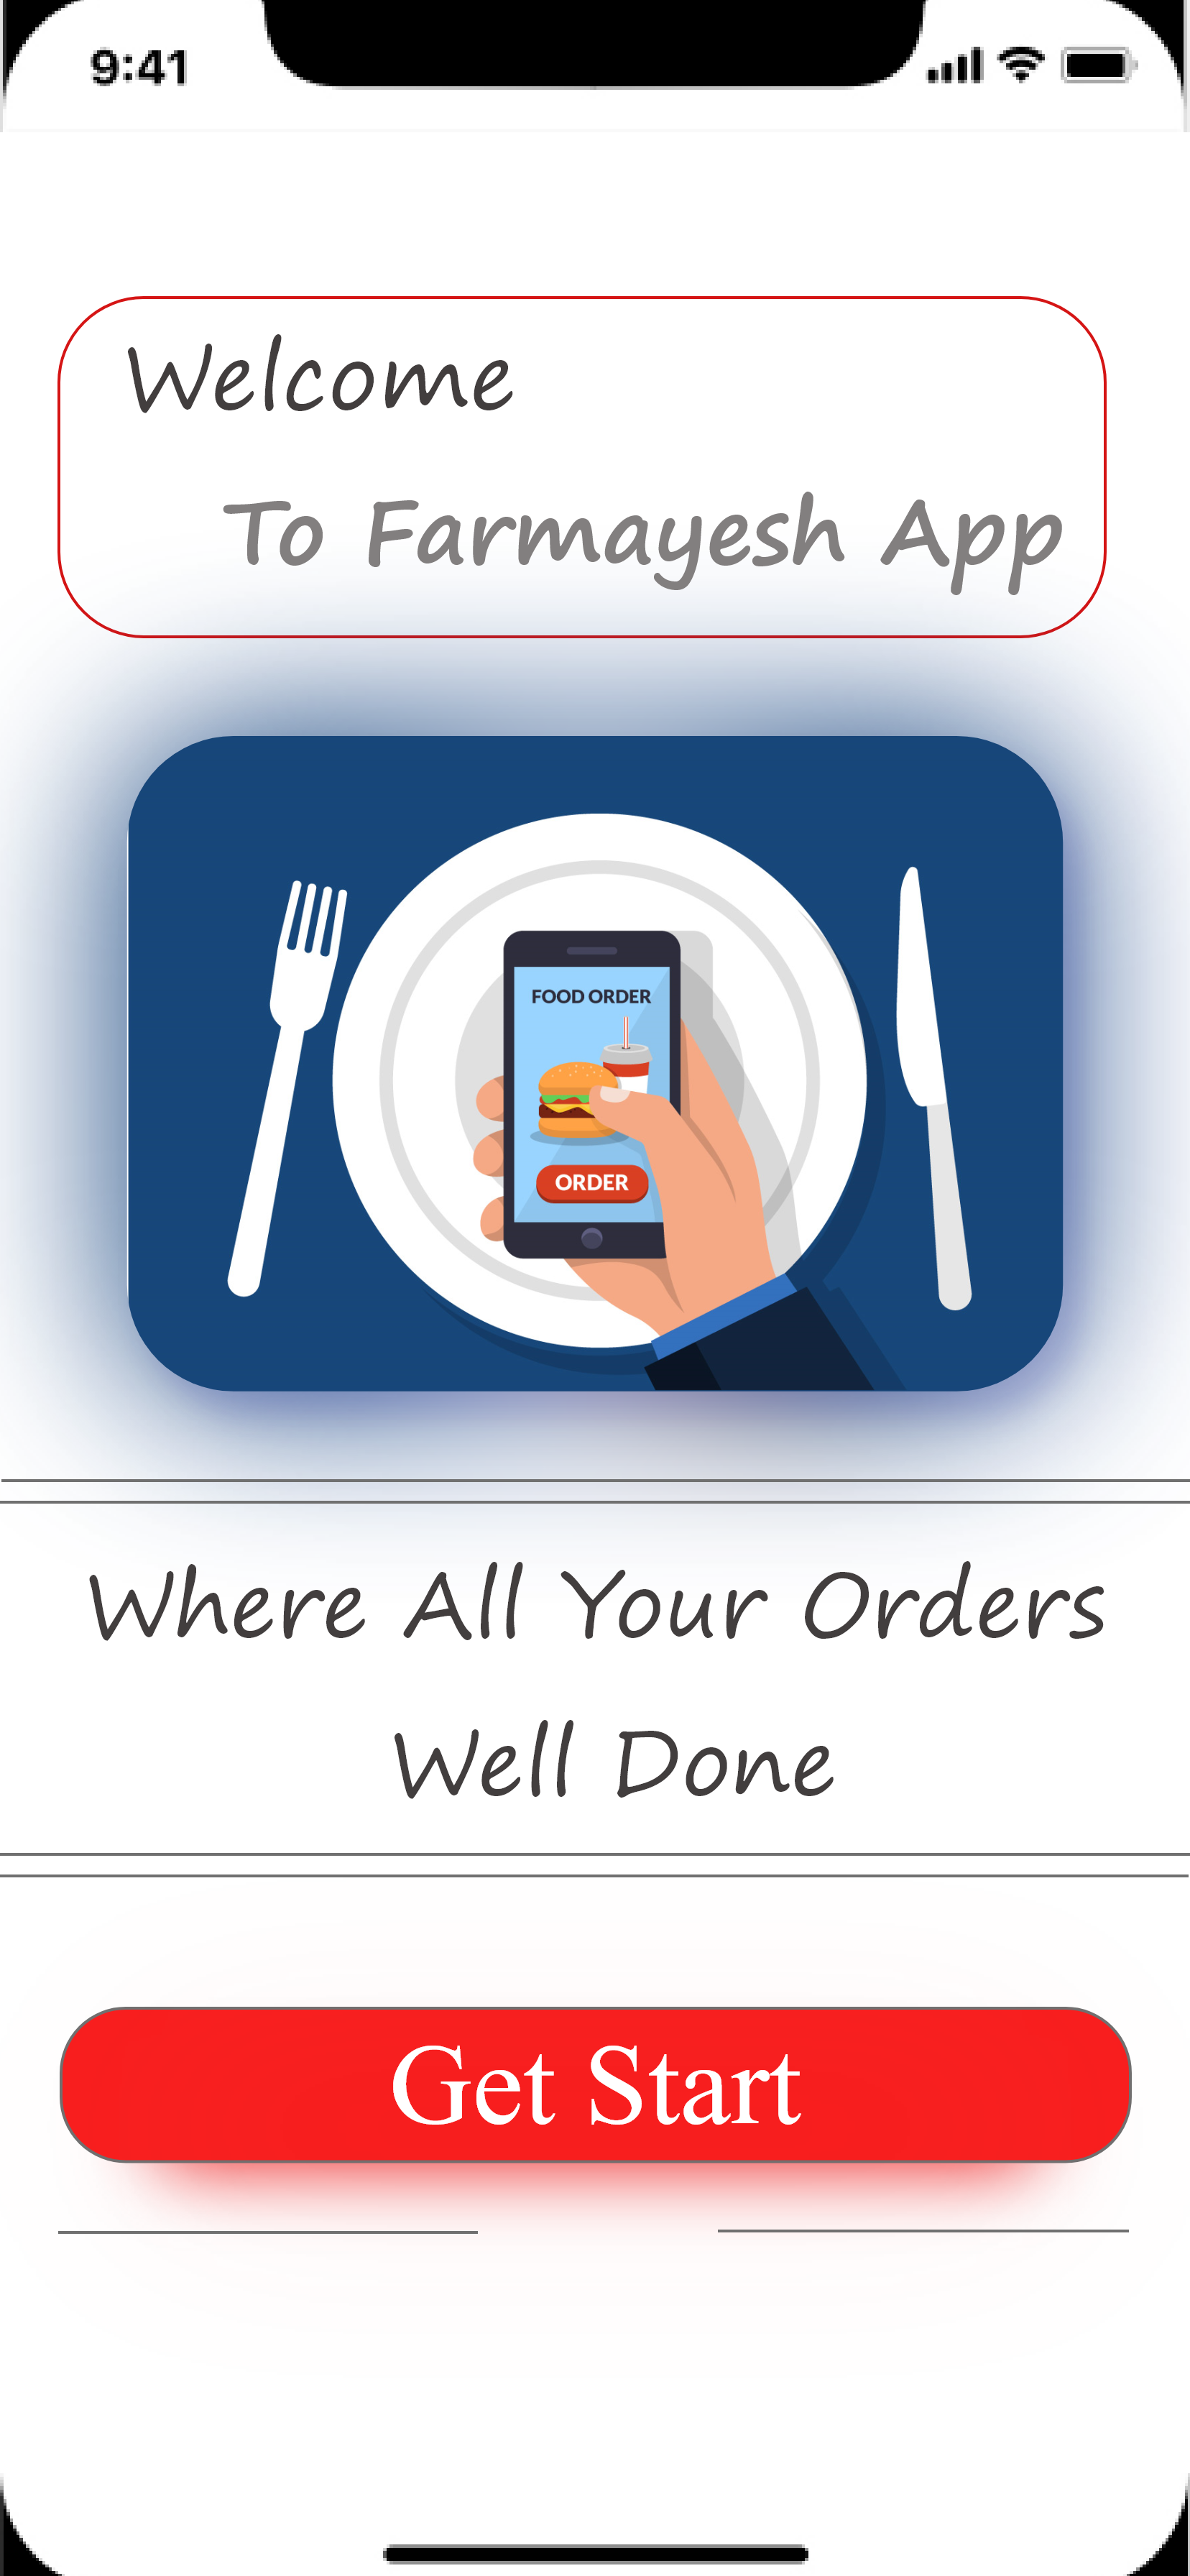 9:41
Welcome
To Farmayesh App
FOOD ORDER
ORDER
Where All Your Orders
Well Done
Get Start